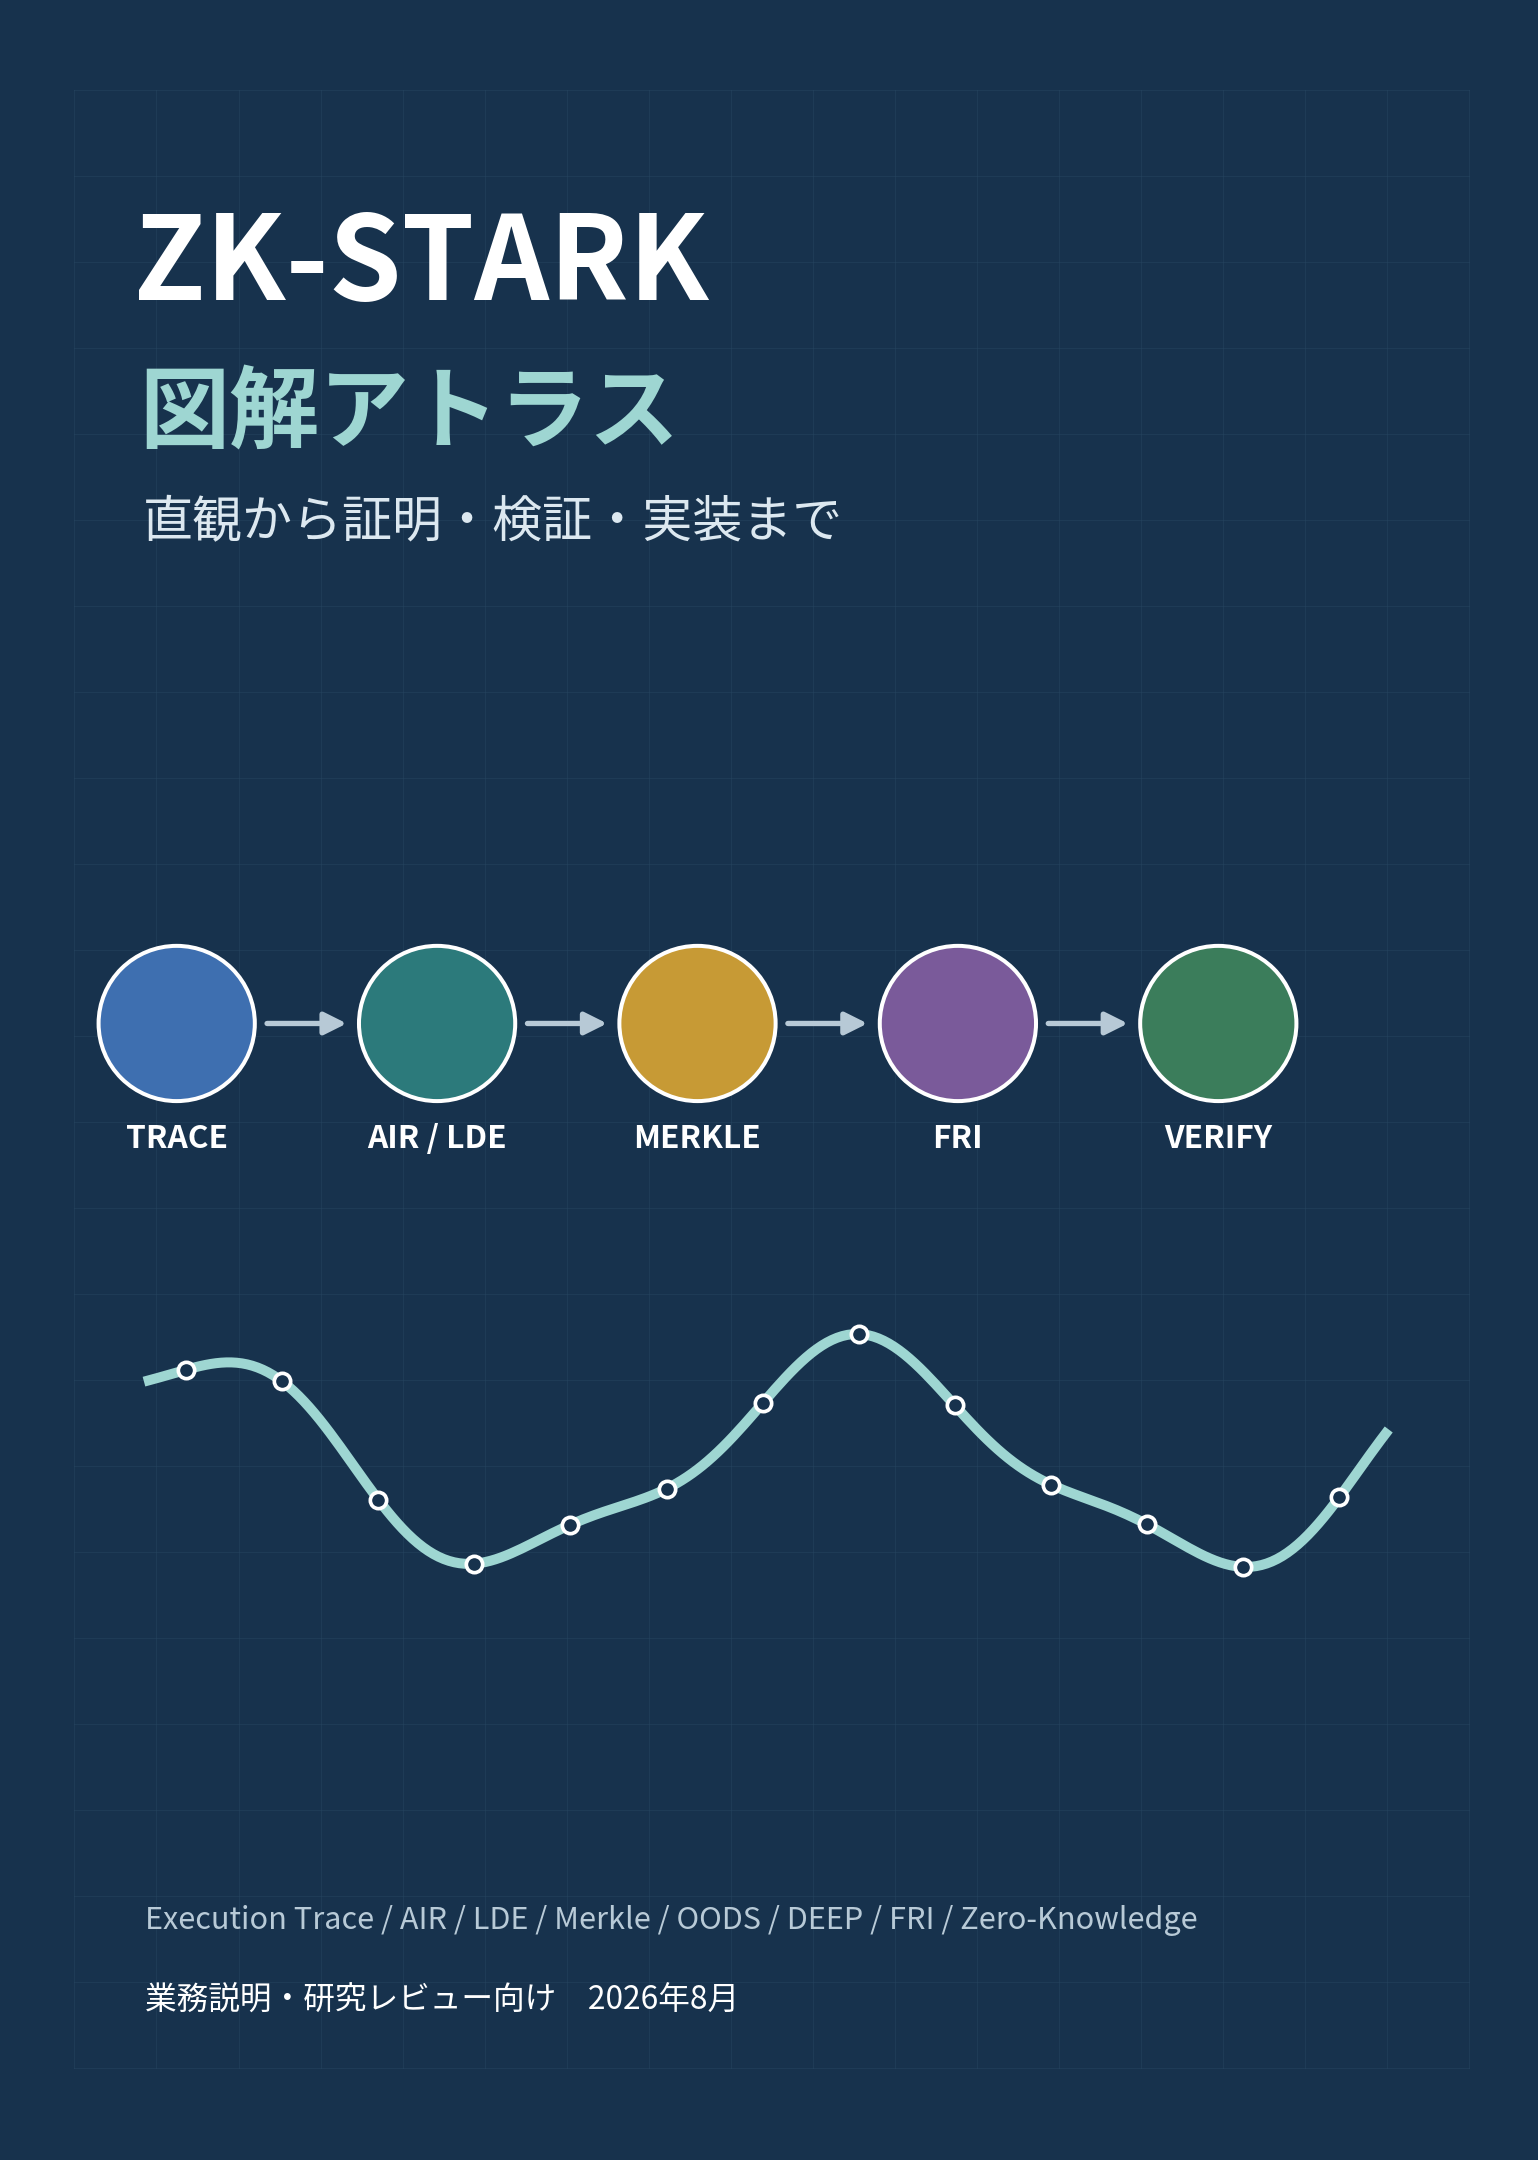 ZK-STARK
図解アトラス
直観から証明・検証・実装まで
TRACE
AIR / LDE
MERKLE
FRI
VERIFY
Execution Trace / AIR / LDE / Merkle / OODS / DEEP / FRI / Zero-Knowledge
業務説明・研究レビュー向け　2026年8月